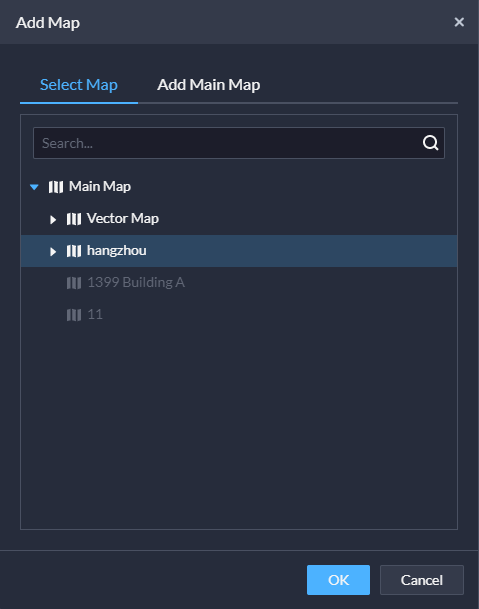 Add Map
Select Map Add Main Map
Search...
Main Map
Vector Map
hangzhou
1399 Building A
11
OK Cancel